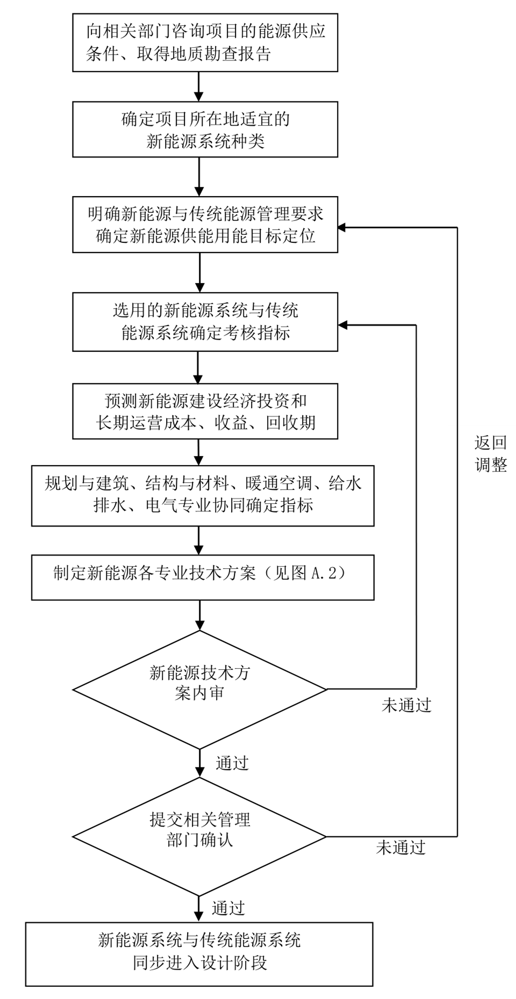 向相关部门咨询项目的能源供应
条件、取得地质勘查报告
确定项目所在地适宜的
新能源系统种类
明确新能源与传统能源管理要求
确定新能源供能用能目标定位
选用的新能源系统与传统
能源系统确定考核指标
预测新能源建设经济投资和
长期运营成本、收益、回收期
返回
调整
规划与建筑、结构与材料、暖通空调、给水
排水、电气专业协同确定指标
制定新能源各专业技术方案（见图 A.2）
新能源技术方
案内审
未通过
通过
提交相关管理
部门确认
未通过
通过
新能源系统与传统能源系统
同步进入设计阶段